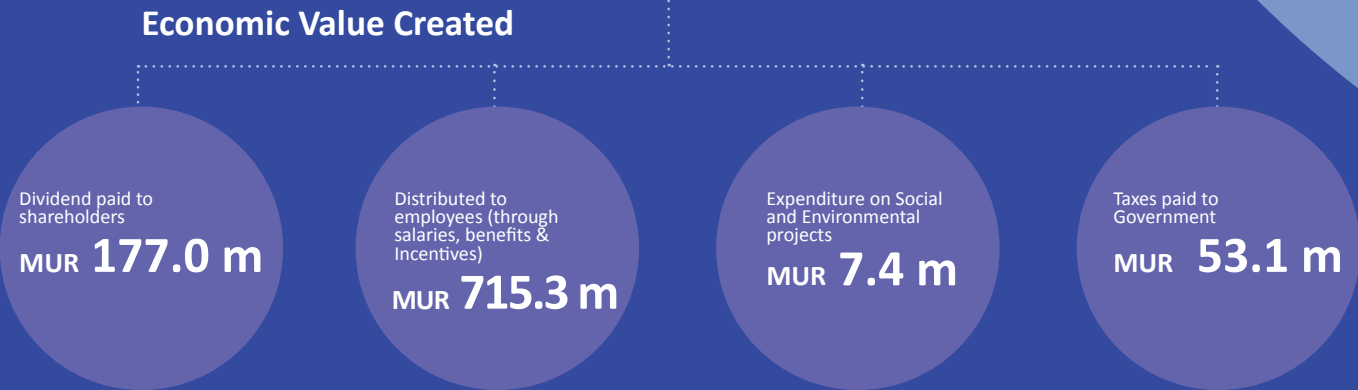 Economic Value Created
Dividend paid to
shareholders
MUR 177.0 m
Distributed to
employees (through
salaries, benefits &
Incentives)
MUR 715.3 m
Expenditure on Social
and Environmental
projects
MUR 7.4 m
Taxes paid to
Government
MUR 53.1 m